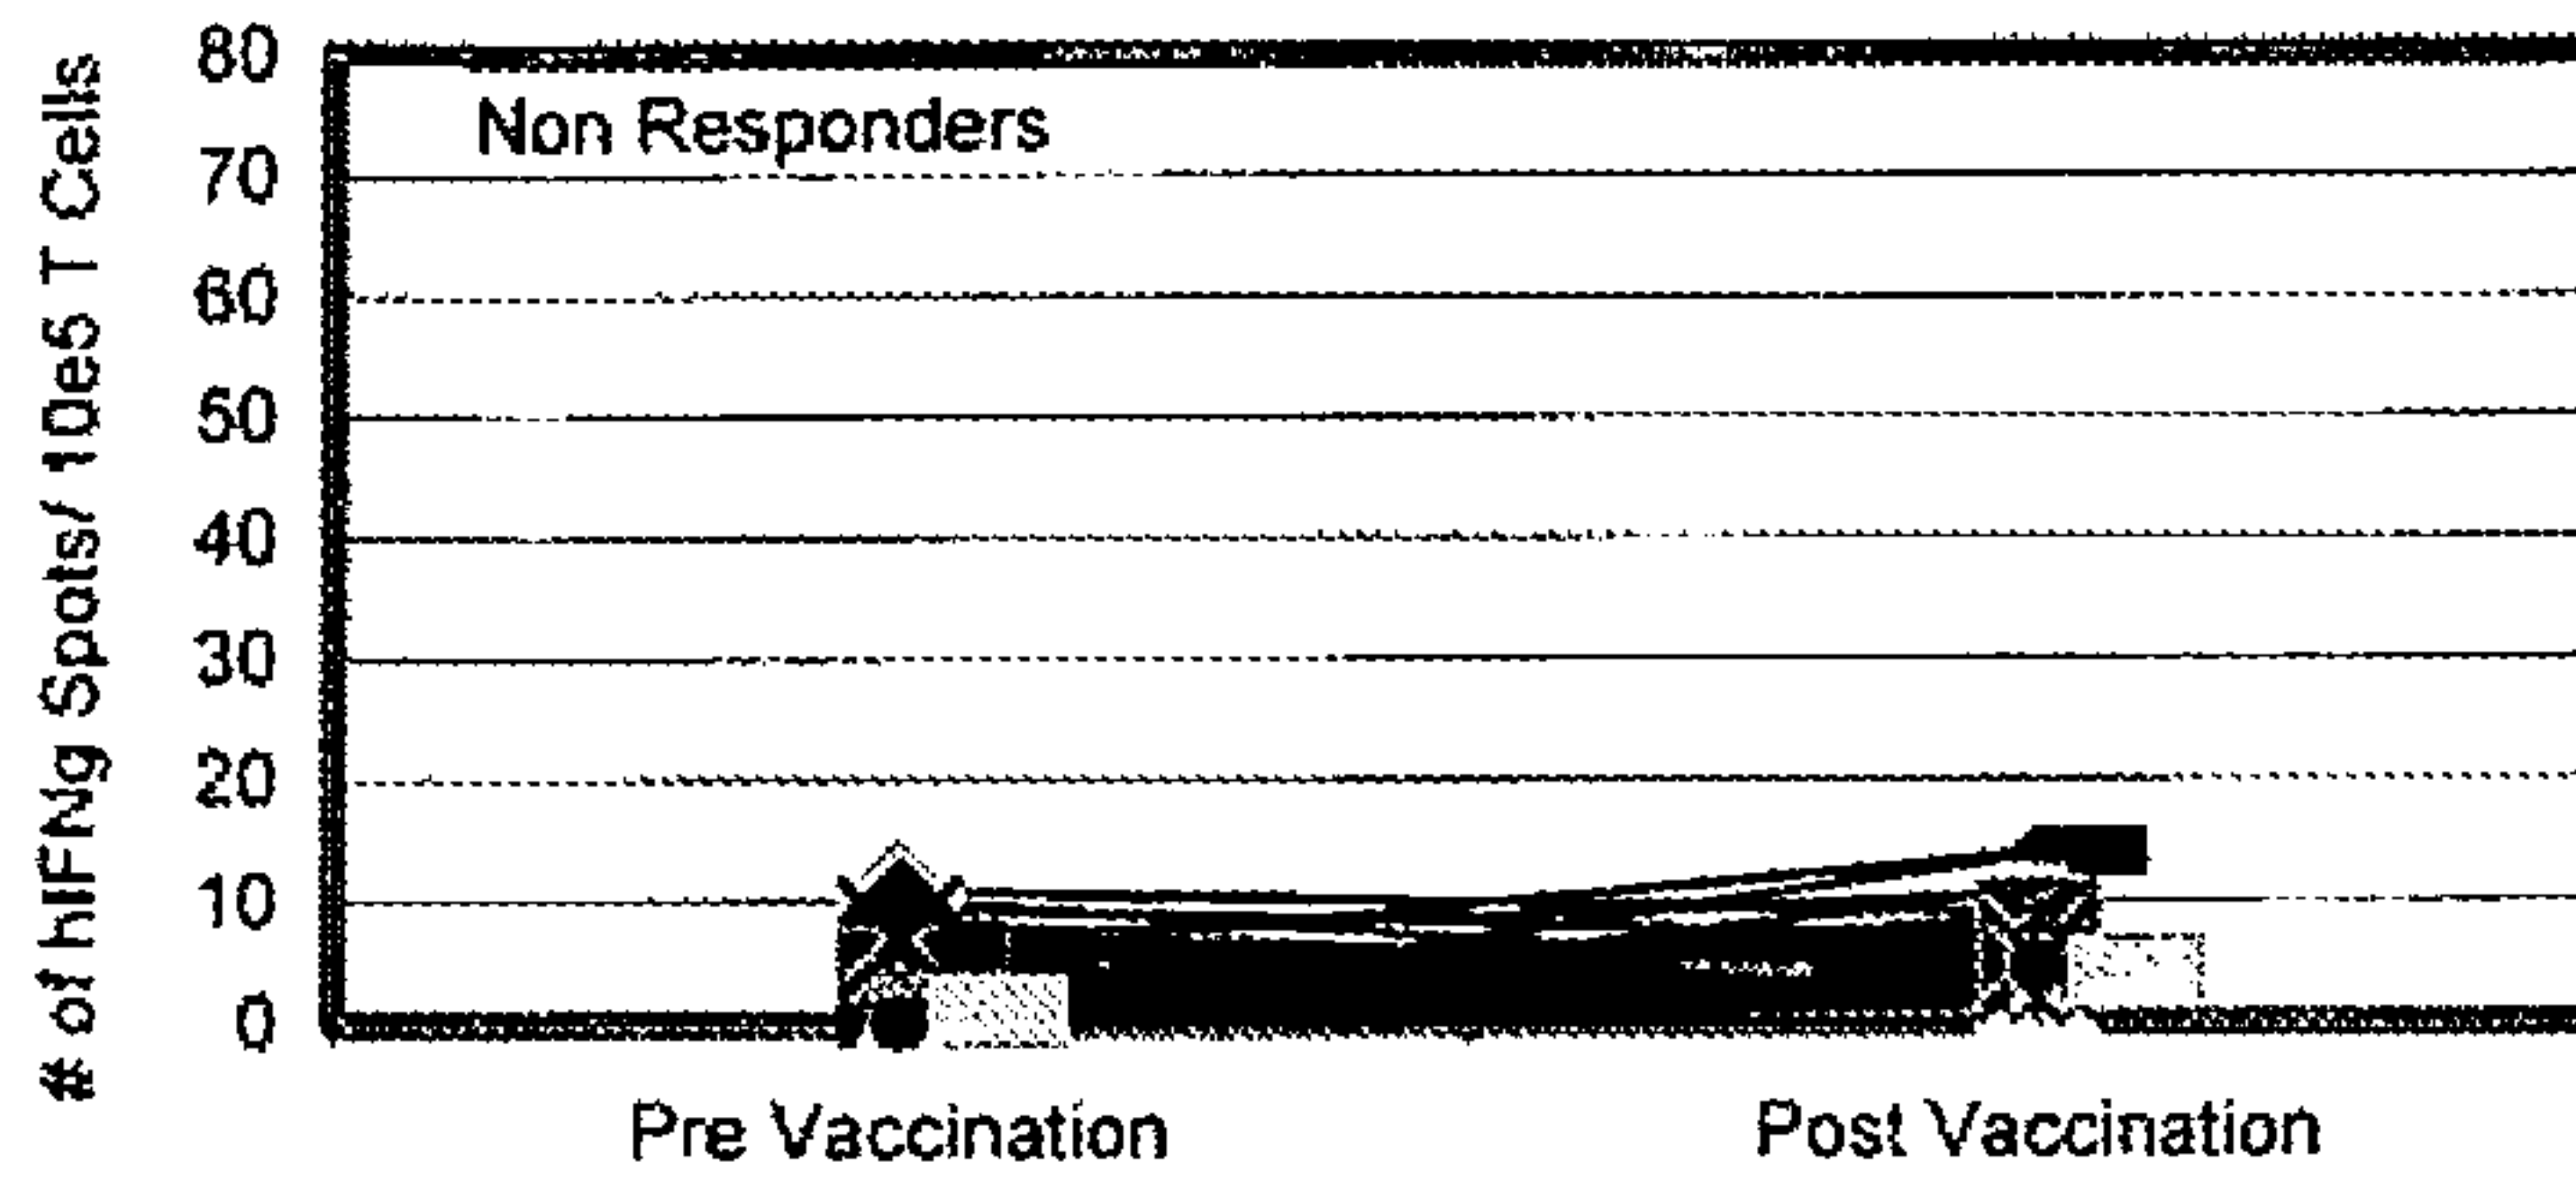 # of hIFNg Spots/ 10e5 T Cells
80
Non Responders
70
60
50
40
30
20
10
0
Pre Vaccination
Post Vaccination